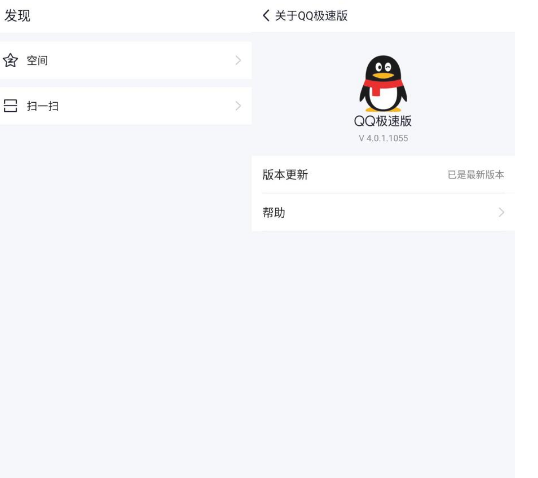 发现
空间
扫一扫
关于QQ极速版
QQ极速版
V 4.0.1.1055
版本更新 已是最新版本
帮助